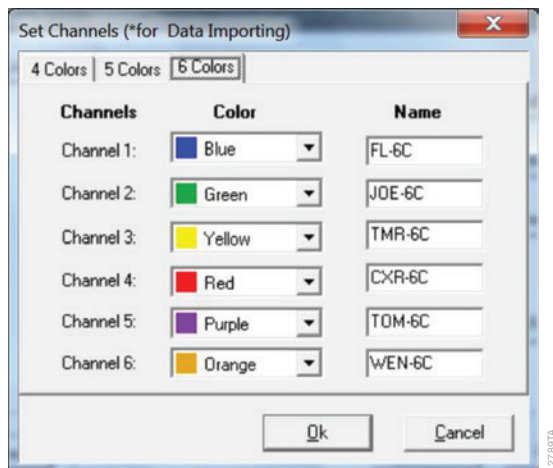 Set Channels (*for Data Importing)
4 Colors 5 Colors 6 Colors
Channels Color Name
Channel 1: Blue FL-6C
Channel 2: Green JOE-6C
Channel 3: Yellow TMR-6C
Channel 4: Red CXR-6C
Channel 5: Purple TOM-6C
Channel 6: Orange WEN-6C
Ok Cancel
2789TA